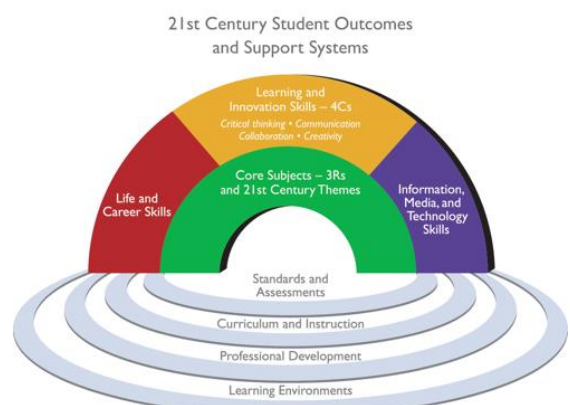 21st Century Student Outcomes
and Support Systems
Learning and
Innovation Skills – 4Cs
Critical thinking • Communication
Collaboration • Creativity
Core Subjects – 3Rs
and 21st Century Themes
Life and
Career Skills
Information,
Media, and
Technology
Skills
Standards and
Assessments
Curriculum and Instruction
Professional Development
Learning Environments